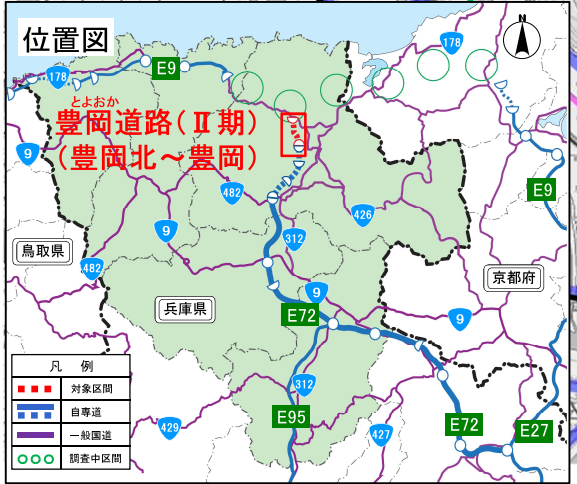 位置図
N
178
E9
178
とよおか
豊岡道路(Ⅱ期)
(豊岡北～豊岡)
9
E9
482
426
9
312
鳥取県
482
京都府
兵庫県
9
E72
9
凡 例
対象区間
自専道
一般国道
調査中区間
312
E95
429
427
E72
E27